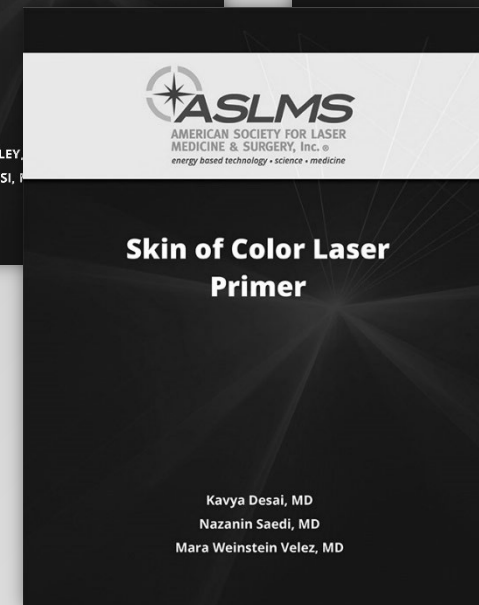 ASLMS
AMERICAN SOCIETY FOR LASER
MEDICINE & SURGERY, Inc. ®
energy based technology • science • medicine
Skin of Color Laser
Primer
Kavya Desai, MD
Nazanin Saedi, MD
Mara Weinstein Velez, MD